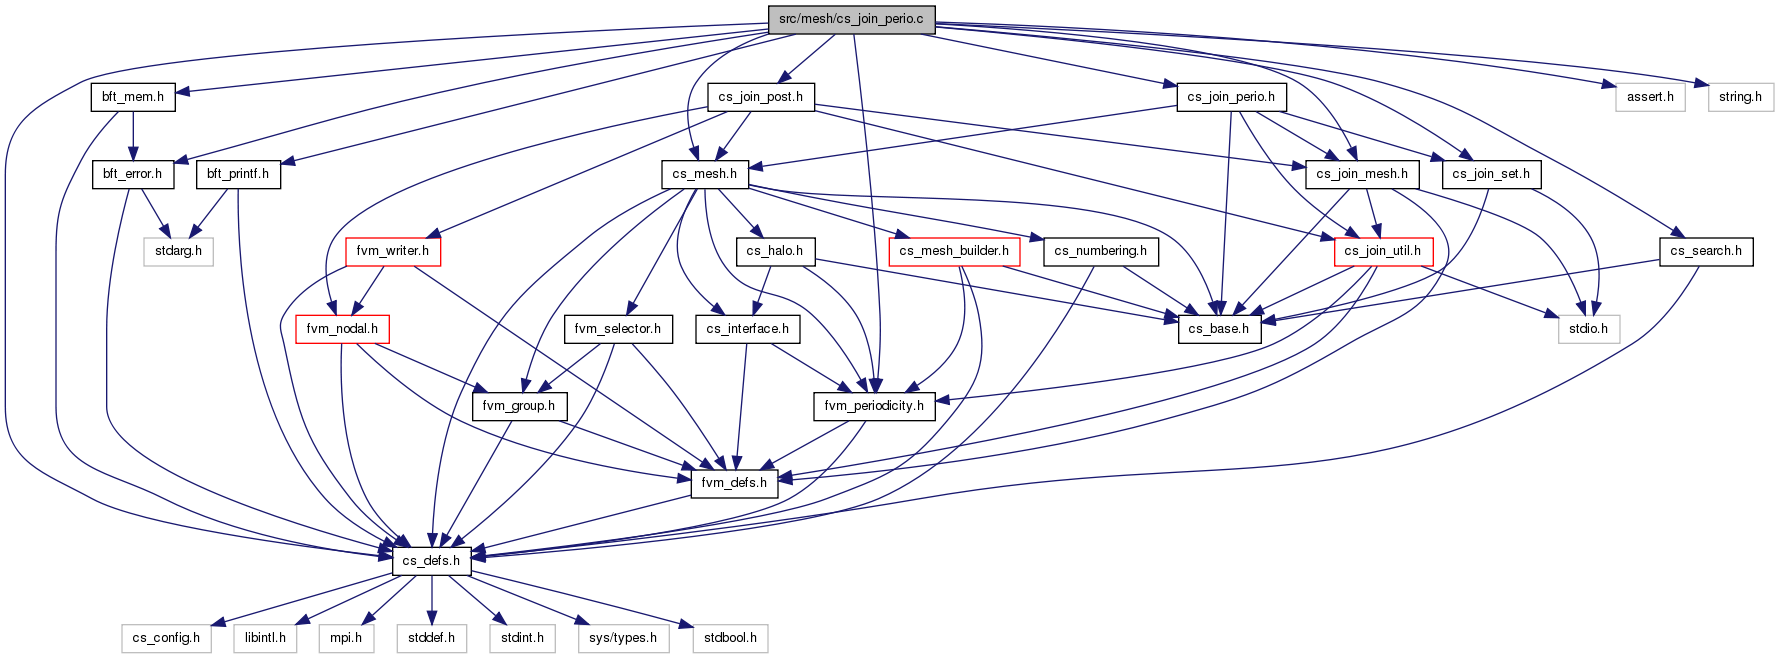 src/mesh/cs_join_perio.c
bft_mem.h
cs_join_post.h
cs_join_perio.h
assert.h
string.h
bft_error.h
bft_printf.h
cs_mesh.h
cs_join_mesh.h
cs_join_set.h
stdarg.h
fvm_writer.h
cs_halo.h
cs_mesh_builder.h
cs_numbering.h
cs_join_util.h
cs_search.h
fvm_nodal.h
fvm_selector.h
cs_interface.h
cs_base.h
stdio.h
fvm_group.h
fvm_periodicity.h
fvm_defs.h
cs_defs.h
cs_config.h
libintl.h
mpi.h
stddef.h
stdint.h
sys/types.h
stdbool.h